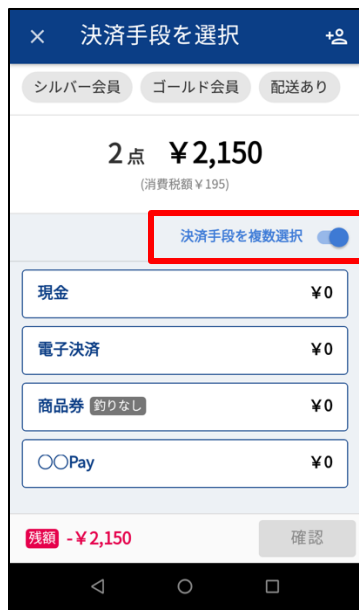 決済手段を選択
シルバー会員 ゴールド会員 配送あり
2点 ¥2,150
(消費税額¥195)
決済手段を複数選択
現金 ¥0
電子決済 ¥0
商品券 釣りなし ¥0
〇〇Pay ¥0
残額 -¥2,150 確認